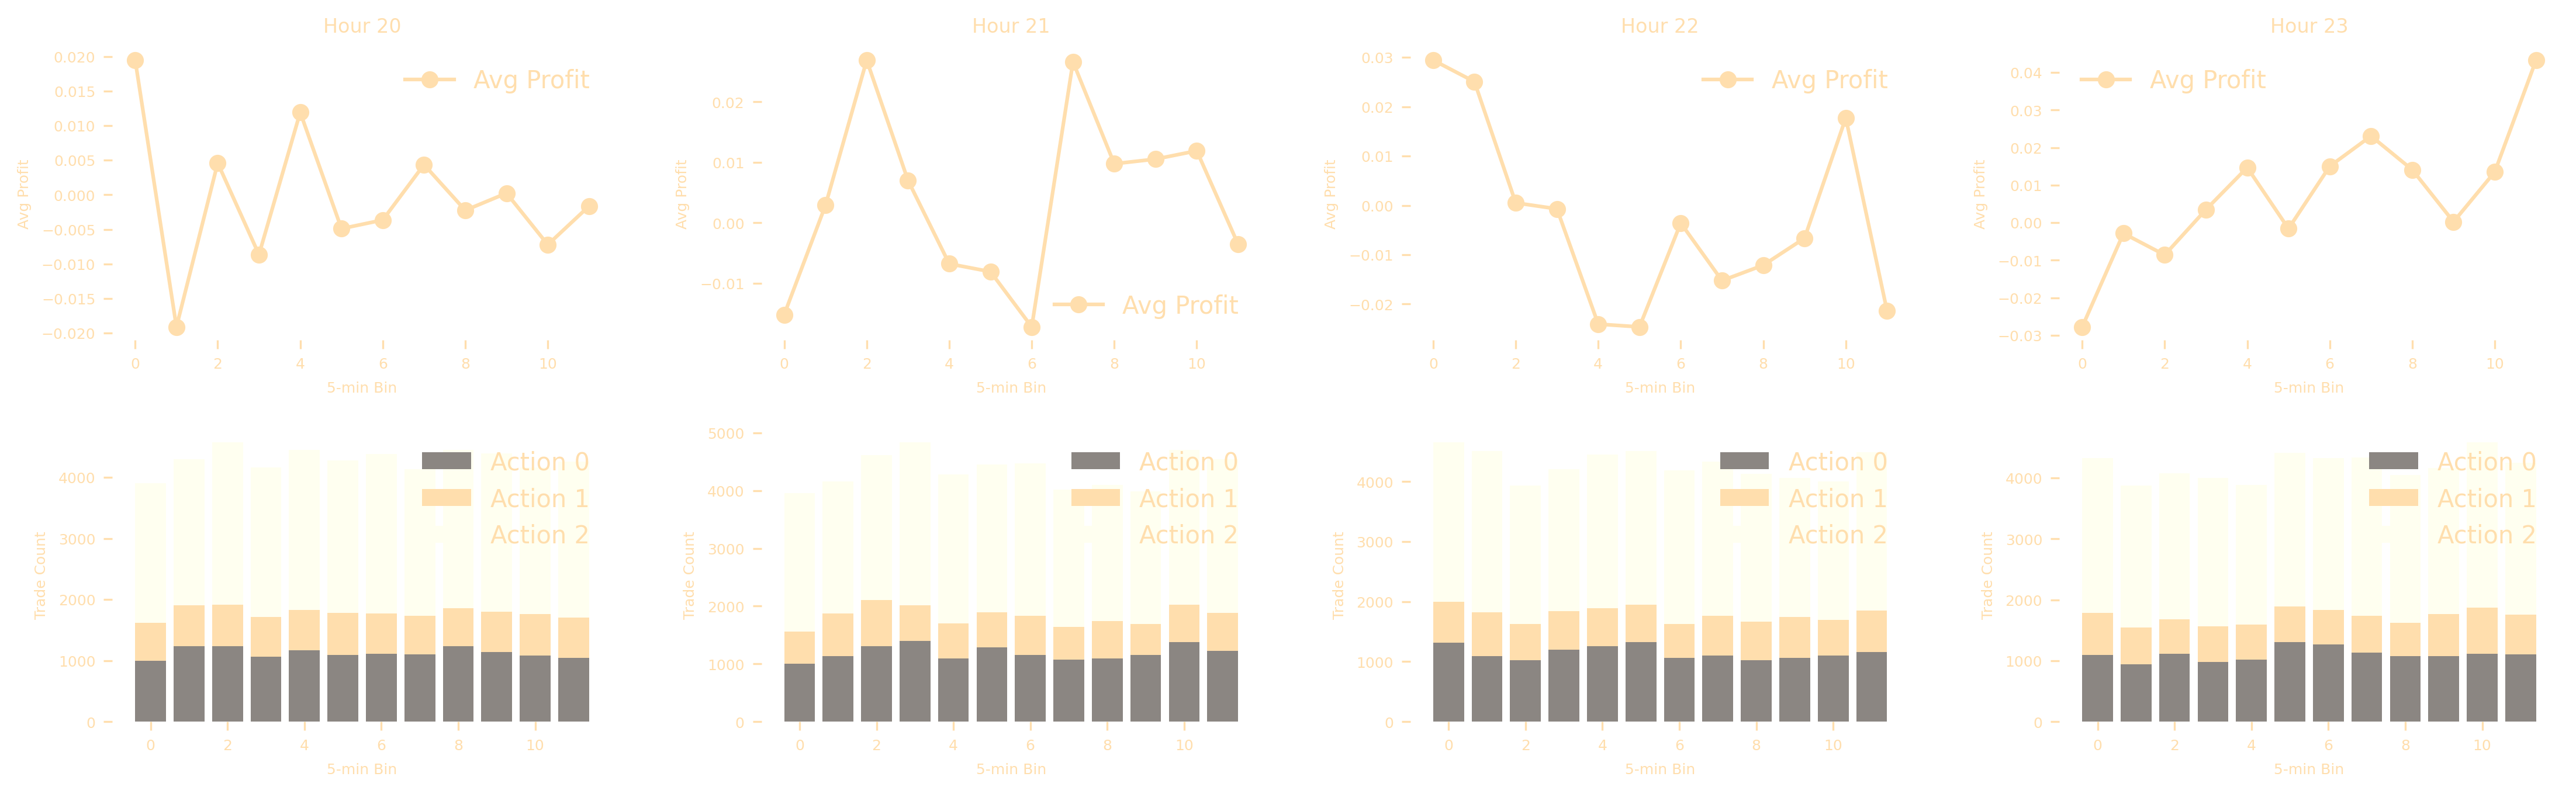 Hour 20
0.020
0.015
0.010
0.005
0.000
−0.005
−0.010
−0.015
−0.020
Avg Profit
Avg Profit
0 2 4 6 8 10
5-min Bin
Hour 21
0.02
0.01
0.00
−0.01
Avg Profit
Avg Profit
0 2 4 6 8 10
5-min Bin
Hour 22
0.03
0.02
0.01
0.00
−0.01
−0.02
Avg Profit
Avg Profit
0 2 4 6 8 10
5-min Bin
Hour 23
0.04
0.03
0.02
0.01
0.00
−0.01
−0.02
−0.03
Avg Profit
Avg Profit
0 2 4 6 8 10
5-min Bin
4000
3000
2000
1000
0
Trade Count
Action 0
Action 1
Action 2
0 2 4 6 8 10
5-min Bin
5000
4000
3000
2000
1000
0
Trade Count
Action 0
Action 1
Action 2
0 2 4 6 8 10
5-min Bin
4000
3000
2000
1000
0
Trade Count
Action 0
Action 1
Action 2
0 2 4 6 8 10
5-min Bin
4000
3000
2000
1000
0
Trade Count
Action 0
Action 1
Action 2
0 2 4 6 8 10
5-min Bin